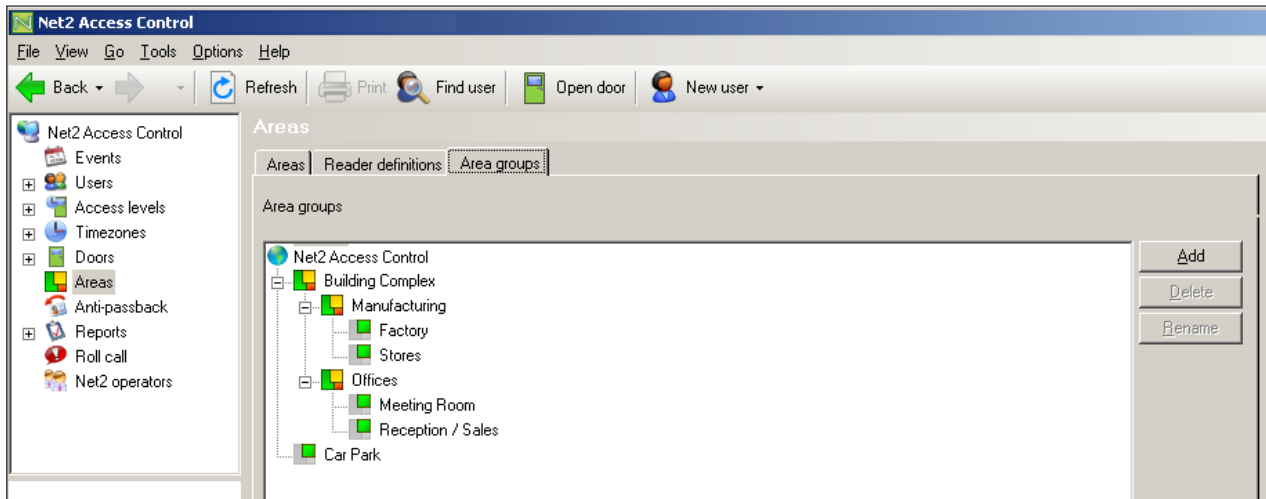 Net2 Access Control
File View Go Tools Options Help
Back Refresh Print Find user Open door New user
Net2 Access Control
Events
Users
Access levels
Timezones
Doors
Areas
Anti-passback
Reports
Roll call
Net2 operators
Areas
Areas Reader definitions Area groups
Area groups
Net2 Access Control
Building Complex
Manufacturing
Factory
Stores
Offices
Meeting Room
Reception / Sales
Car Park
Add
Delete
Rename